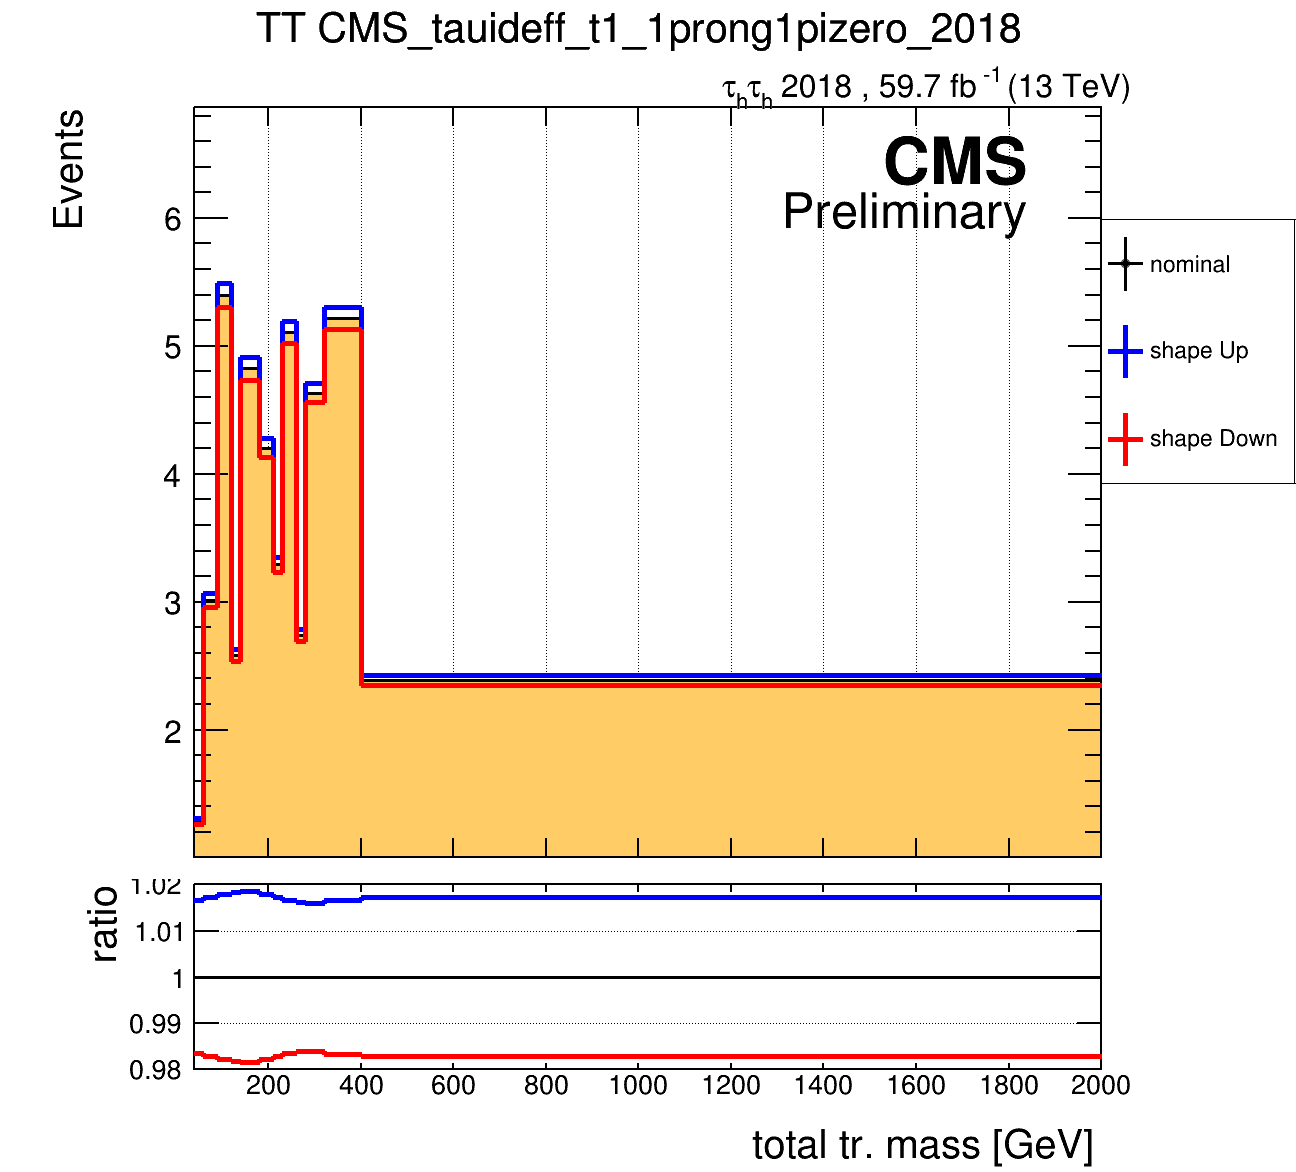 TT CMS_tauideff_t1_1prong1pizero_2018
τhτh 2018 , 59.7 fb-1 (13 TeV)
Events
CMS
Preliminary
6
5
4
3
2
nominal
shape Up
shape Down
ratio
1.02
1.01
1
0.99
0.98
200 400 600 800 1000 1200 1400 1600 1800 2000
total tr. mass [GeV]